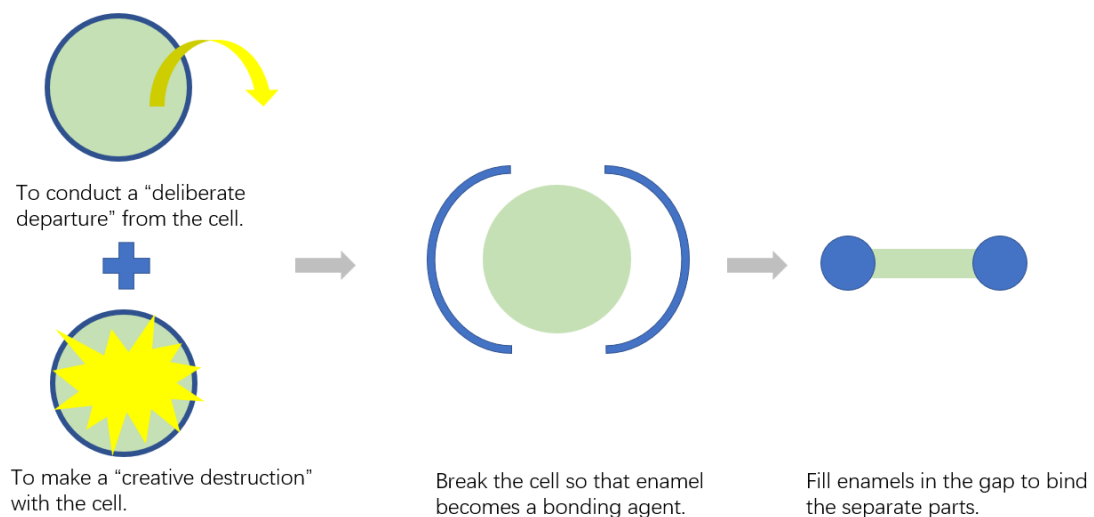 To conduct a “deliberate
departure” from the cell.
To make a “creative destruction”
with the cell.
Break the cell so that enamel
becomes a bonding agent.
Fill enamels in the gap to bind
the separate parts.